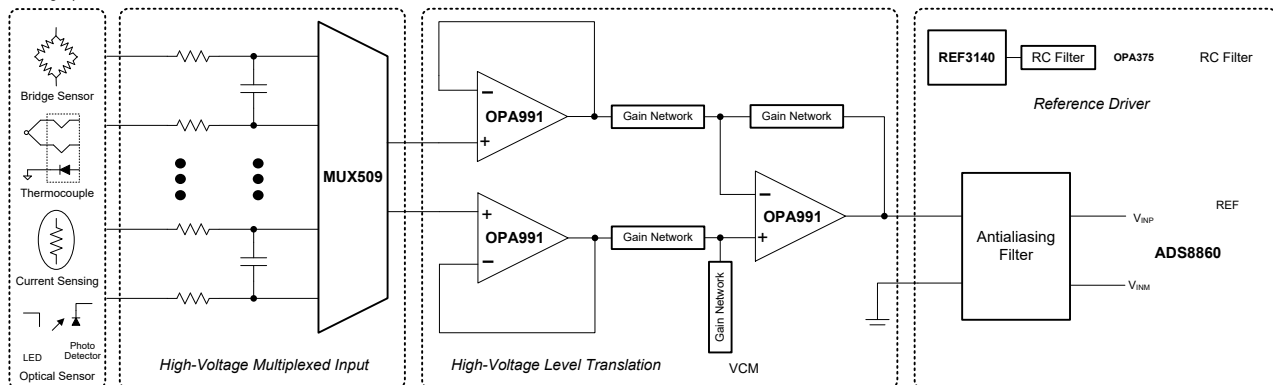 Bridge Sensor
Thermocouple
Current Sensing
LED
Photo
Detector
Optical Sensor
MUX509
High-Voltage Multiplexed Input
OPA991
OPA991
OPA991
Gain Network
Gain Network
Gain Network
Gain Network
VCM
High-Voltage Level Translation
REF3140
RC Filter
OPA375
RC Filter
Reference Driver
Antialiasing
Filter
VINP
VINM
REF
ADS8860